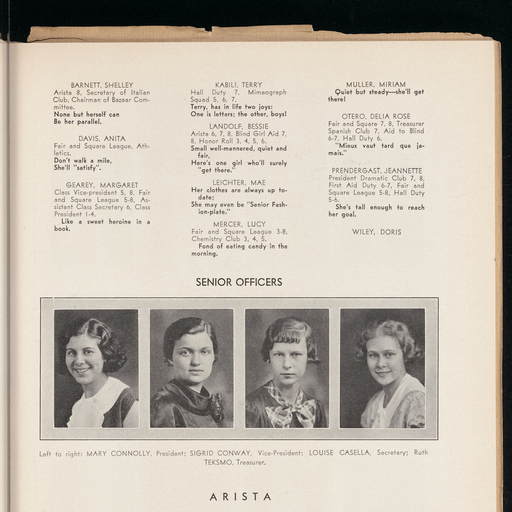 BARNETT, SHELLEY
Arista 8, Secretary of Italian
Club, Chairman of Bazaar Com-
mittee.
None but herself can
Be her parallel.
DAVIS, ANITA
Fair and Square League, Ath-
letics.
Don't walk a mile,
She'll "satisfy".
GEAREY, MARGARET
Class Vice-president 5, 8, Fair
and Square League 5-8, As-
sistant Class Secretary 6, Class
President 1-4.
Like a sweet heroine in a
book.
KABILI, TERRY
Hall Duty 7, Mimeograph
Squad 5, 6, 7.
Terry, has in life two joys:
One is letters; the other, boys!
LANDOLF, BESSIE
Arista 6, 7, 8, Blind Girl Aid 7,
8, Honor Roll 3, 4, 5, 6.
Small well-mannered, quiet and
fair,
Here's one girl who'll surely
"get there."
LEICHTER, MAE
Her clothes are always up to-
date;
She may even be "Senior Fash-
ion-plate."
MERCER, LUCY
Fair and Square League 3-8,
Chemistry Club 3, 4, 5.
Fond of eating candy in the
morning.
MULLER, MIRIAM
Quiet but steady—she'll get
there!
OTERO, DELIA ROSE
Fair and Square 7, 8, Treasurer
Spanish Club 7, Aid to Blind
6-7, Hall Duty 6.
"Mieux vaut tard que ja-
mais."
PRENDERGAST, JEANNETTE
President Dramatic Club 7, 8,
First Aid Duty 6-7, Fair and
Square League 5-8, Hall Duty
5-6.
She's tall enough to reach
her goal.
WILEY, DORIS
SENIOR OFFICERS
Left to right: MARY CONNOLLY, President; SIGRID CONWAY, Vice-President; LOUISE CASELLA, Secretary; Ruth
TEKSMO, Treasurer.
ARISTA